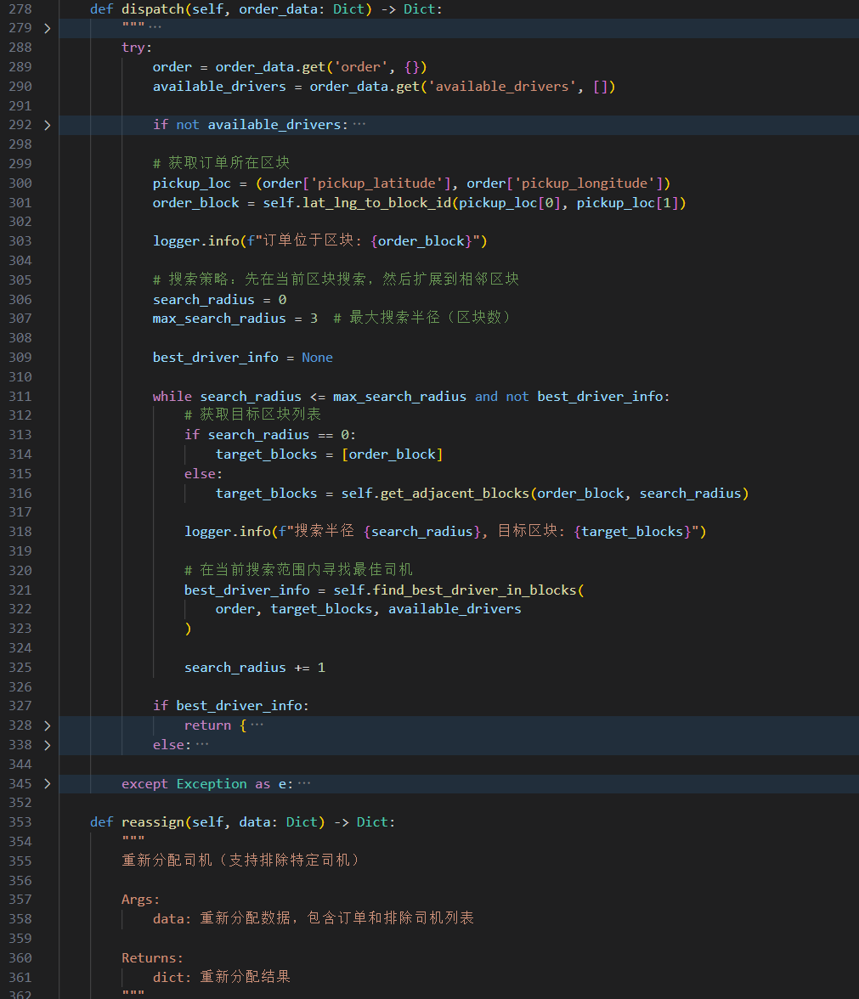 278 def dispatch(self, order_data: Dict) -> Dict:
279 """…
288 try:
289 order = order_data.get('order', {})
290 available_drivers = order_data.get('available_drivers', [])
291
292 if not available_drivers:…
298
299 # 获取订单所在区块
300 pickup_loc = (order['pickup_latitude'], order['pickup_longitude'])
301 order_block = self.lat_lng_to_block_id(pickup_loc[0], pickup_loc[1])
302
303 logger.info(f"订单位于区块: {order_block}")
304
305 # 搜索策略：先在当前区块搜索，然后扩展到相邻区块
306 search_radius = 0
307 max_search_radius = 3 # 最大搜索半径（区块数）
308
309 best_driver_info = None
310
311 while search_radius <= max_search_radius and not best_driver_info:
312 # 获取目标区块列表
313 if search_radius == 0:
314 target_blocks = [order_block]
315 else:
316 target_blocks = self.get_adjacent_blocks(order_block, search_radius)
317
318 logger.info(f"搜索半径 {search_radius}, 目标区块: {target_blocks}")
319
320 # 在当前搜索范围内寻找最佳司机
321 best_driver_info = self.find_best_driver_in_blocks(
322 order, target_blocks, available_drivers
323 )
324
325 search_radius += 1
326
327 if best_driver_info:
328 return {…
338 else:…
344
345 except Exception as e:…
352
353 def reassign(self, data: Dict) -> Dict:
354 """
355 重新分配司机（支持排除特定司机）
356
357 Args:
358 data: 重新分配数据，包含订单和排除司机列表
359
360 Returns:
361 dict: 重新分配结果
362 """